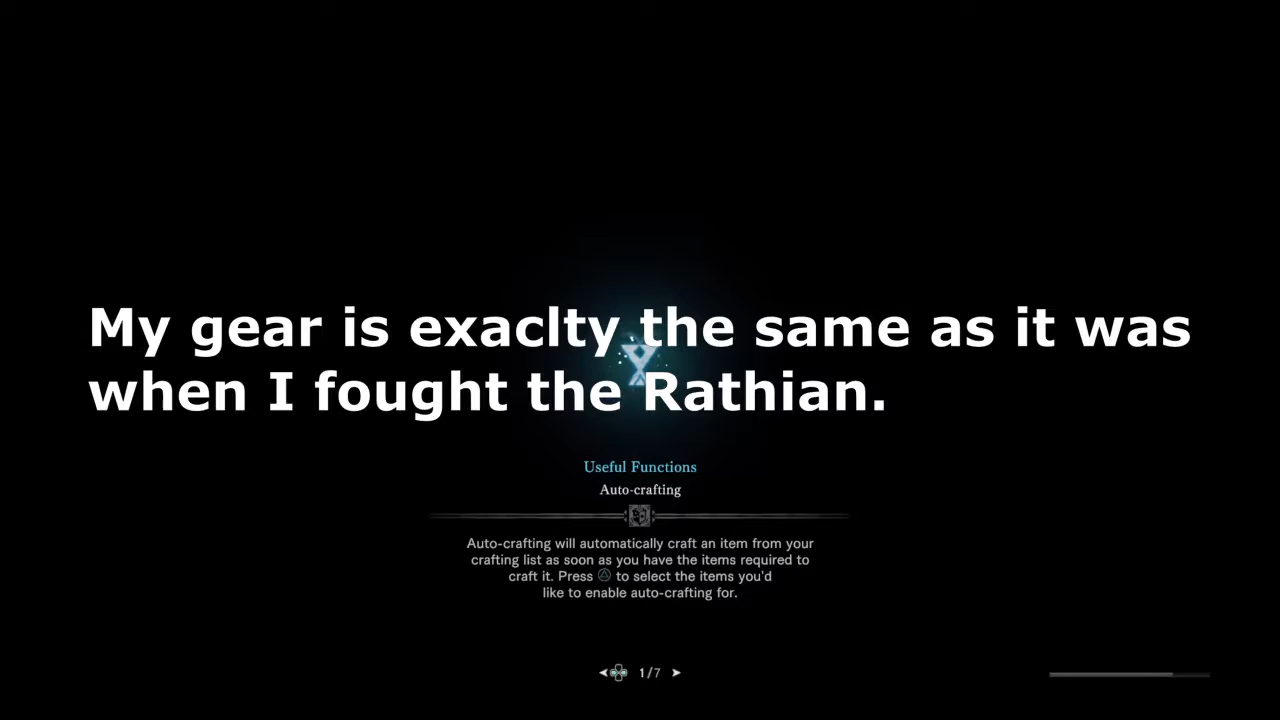 My gear is exaclty the same as it was
when I fought the Rathian.
Useful Functions
Auto-crafting
Auto-crafting will automatically craft an item from your
crafting list as soon as you have the items required to
craft it. Press to select the items you'd
like to enable auto-crafting for.
1/7